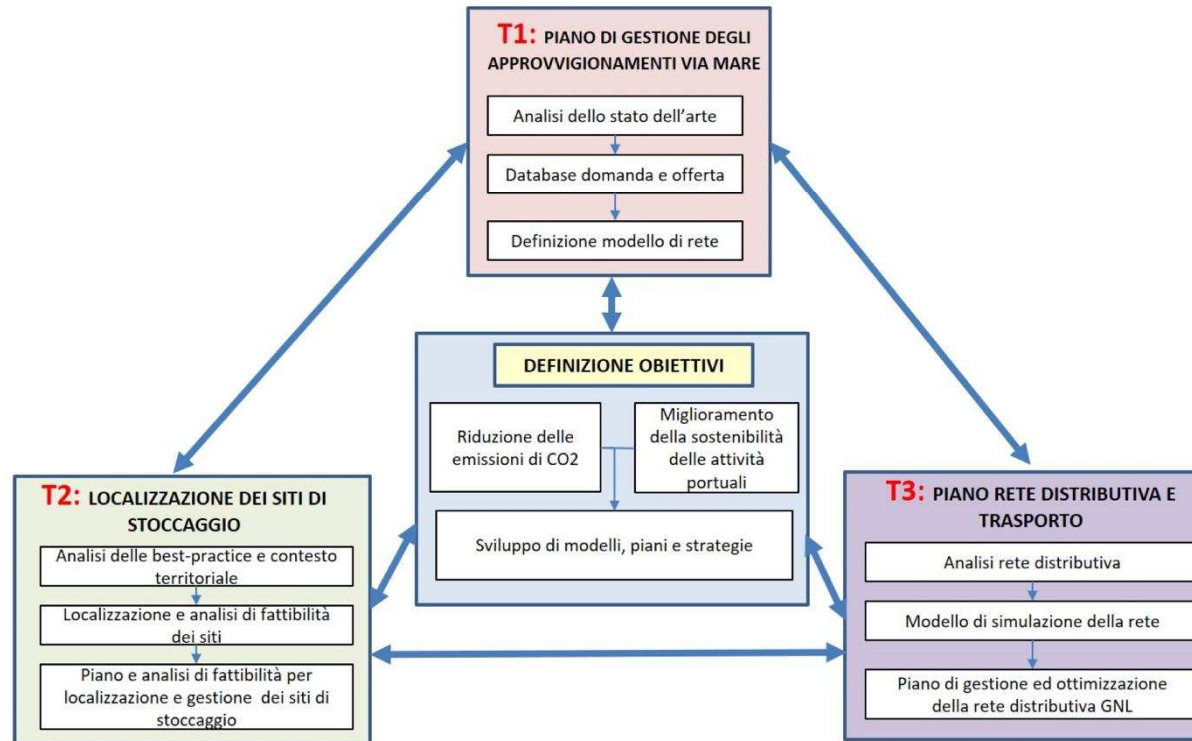 T1: PIANO DI GESTIONE DEGLI
APPROVVIGIONAMENTI VIA MARE
Analisi dello stato dell'arte
Database domanda e offerta
Definizione modello di rete
DEFINIZIONE OBIETTIVI
Riduzione delle
emissioni di CO2
Miglioramento
della sostenibilità
delle attività
portuali
Sviluppo di modelli, piani e strategie
T2: LOCALIZZAZIONE DEI SITI DI
STOCCAGGIO
Analisi delle best-practice e contesto
territoriale
Localizzazione e analisi di fattibilità
dei siti
Piano e analisi di fattibilità per
localizzazione e gestione dei siti di
stoccaggio
T3: PIANO RETE DISTRIBUTIVA E
TRASPORTO
Analisi rete distributiva
Modello di simulazione della rete
Piano di gestione ed ottimizzazione
della rete distributiva GNL